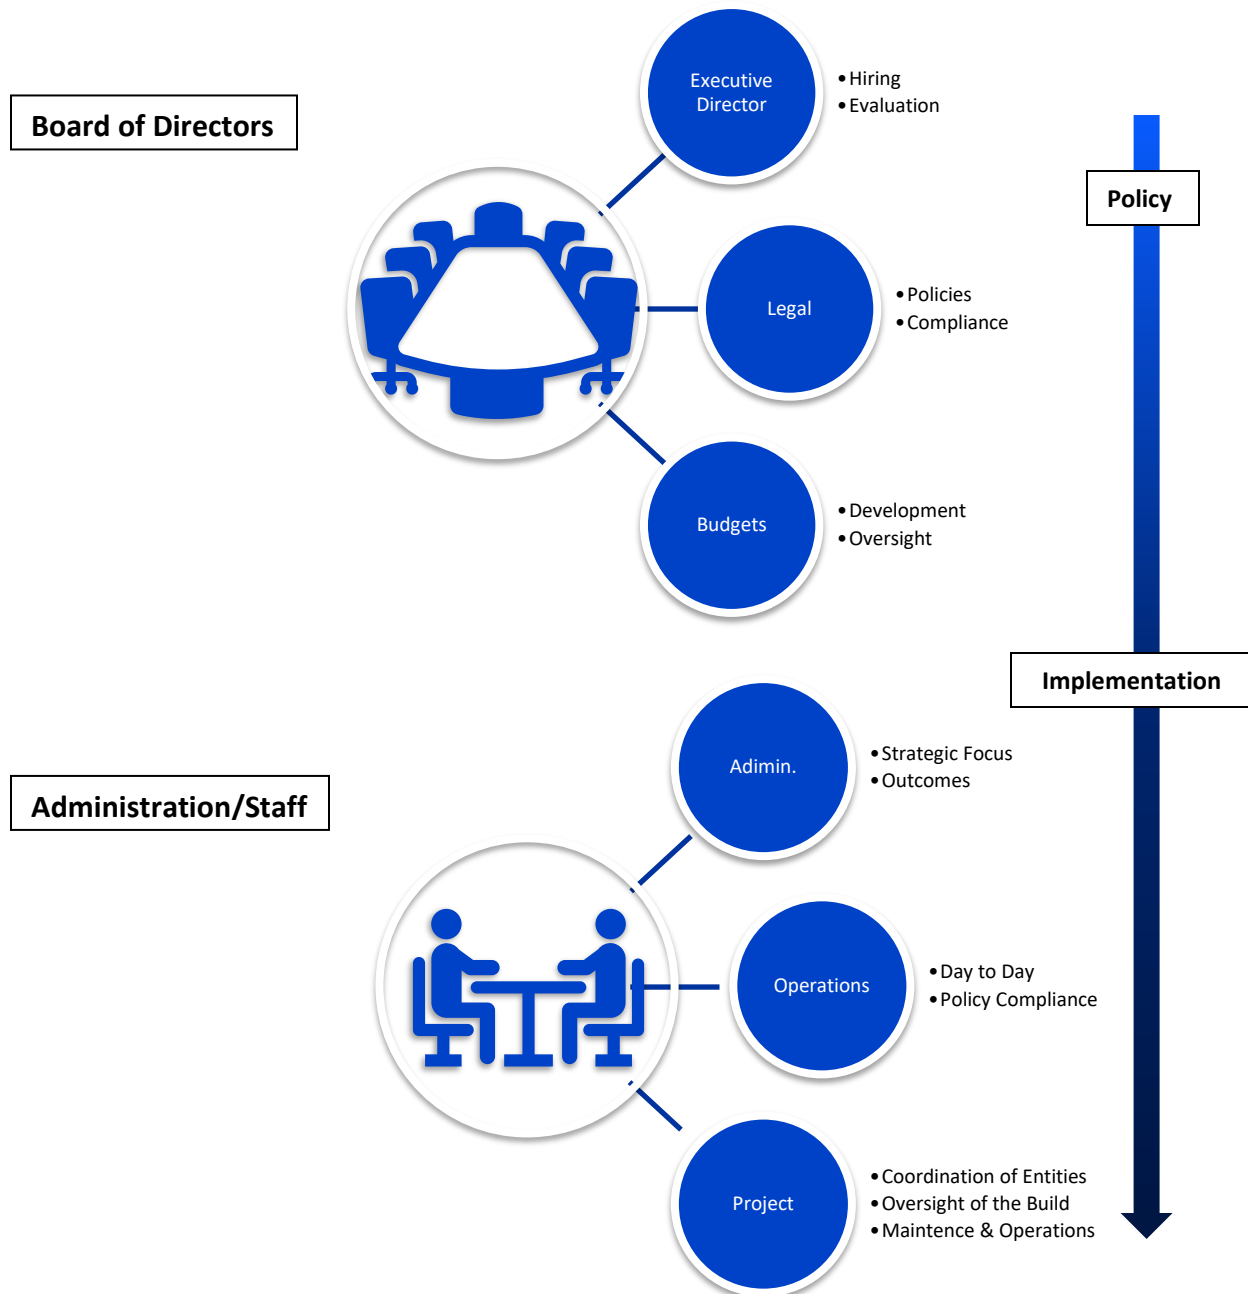 Board of Directors
Executive
Director
• Hiring
• Evaluation
Policy
Legal
• Policies
• Compliance
Budgets
• Development
• Oversight
Implementation
Administration/Staff
Adimin.
• Strategic Focus
• Outcomes
Operations
• Day to Day
• Policy Compliance
Project
• Coordination of Entities
• Oversight of the Build
• Maintence & Operations